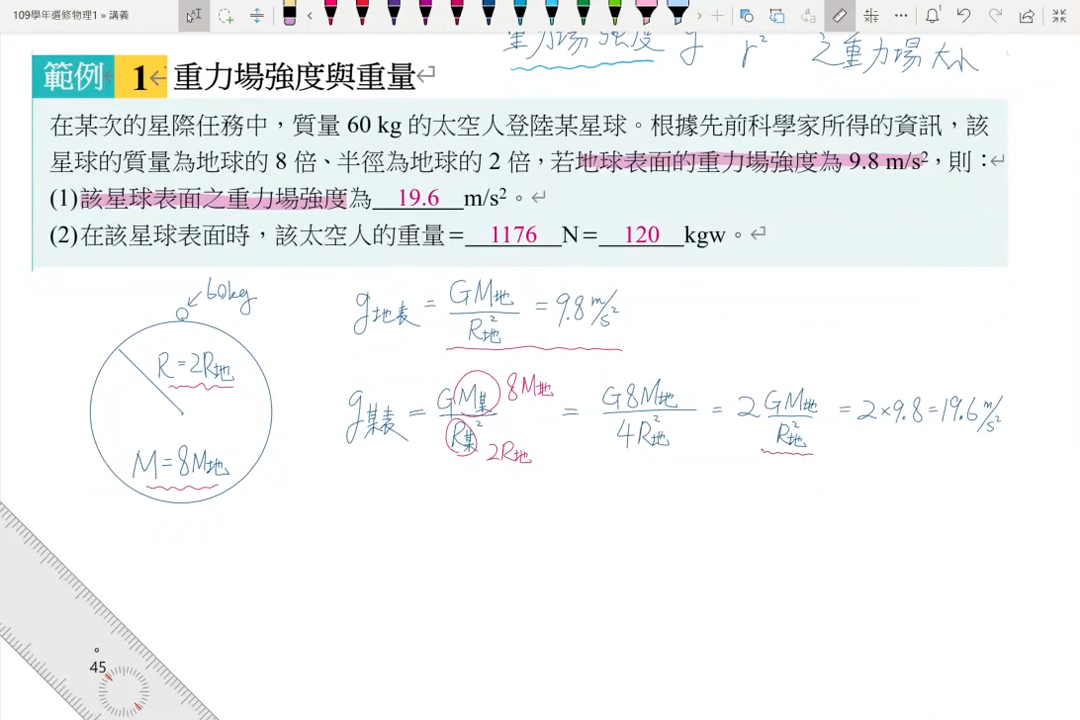 109學年選修物理1 » 講義
重力場強度 g r² 之重力場大小
範例 1 重力場強度與重量
在某次的星際任務中，質量 60 kg 的太空人登陸某星球。根據先前科學家所得的資訊，該
星球的質量為地球的 8 倍、半徑為地球的 2 倍，若地球表面的重力場強度為 9.8 m/s²，則：
(1)該星球表面之重力場強度為 19.6 m/s²。
(2)在該星球表面時，該太空人的重量＝ 1176 N＝ 120 kgw。
60kg
R = 2R地
M = 8M地
g地表 = GM地 / R地² = 9.8 m/s²
g某表 = GM某 / R某² 8M地 2R地 = G8M地 / 4R地² = 2 GM地 / R地² = 2×9.8 = 19.6 m/s²
45°